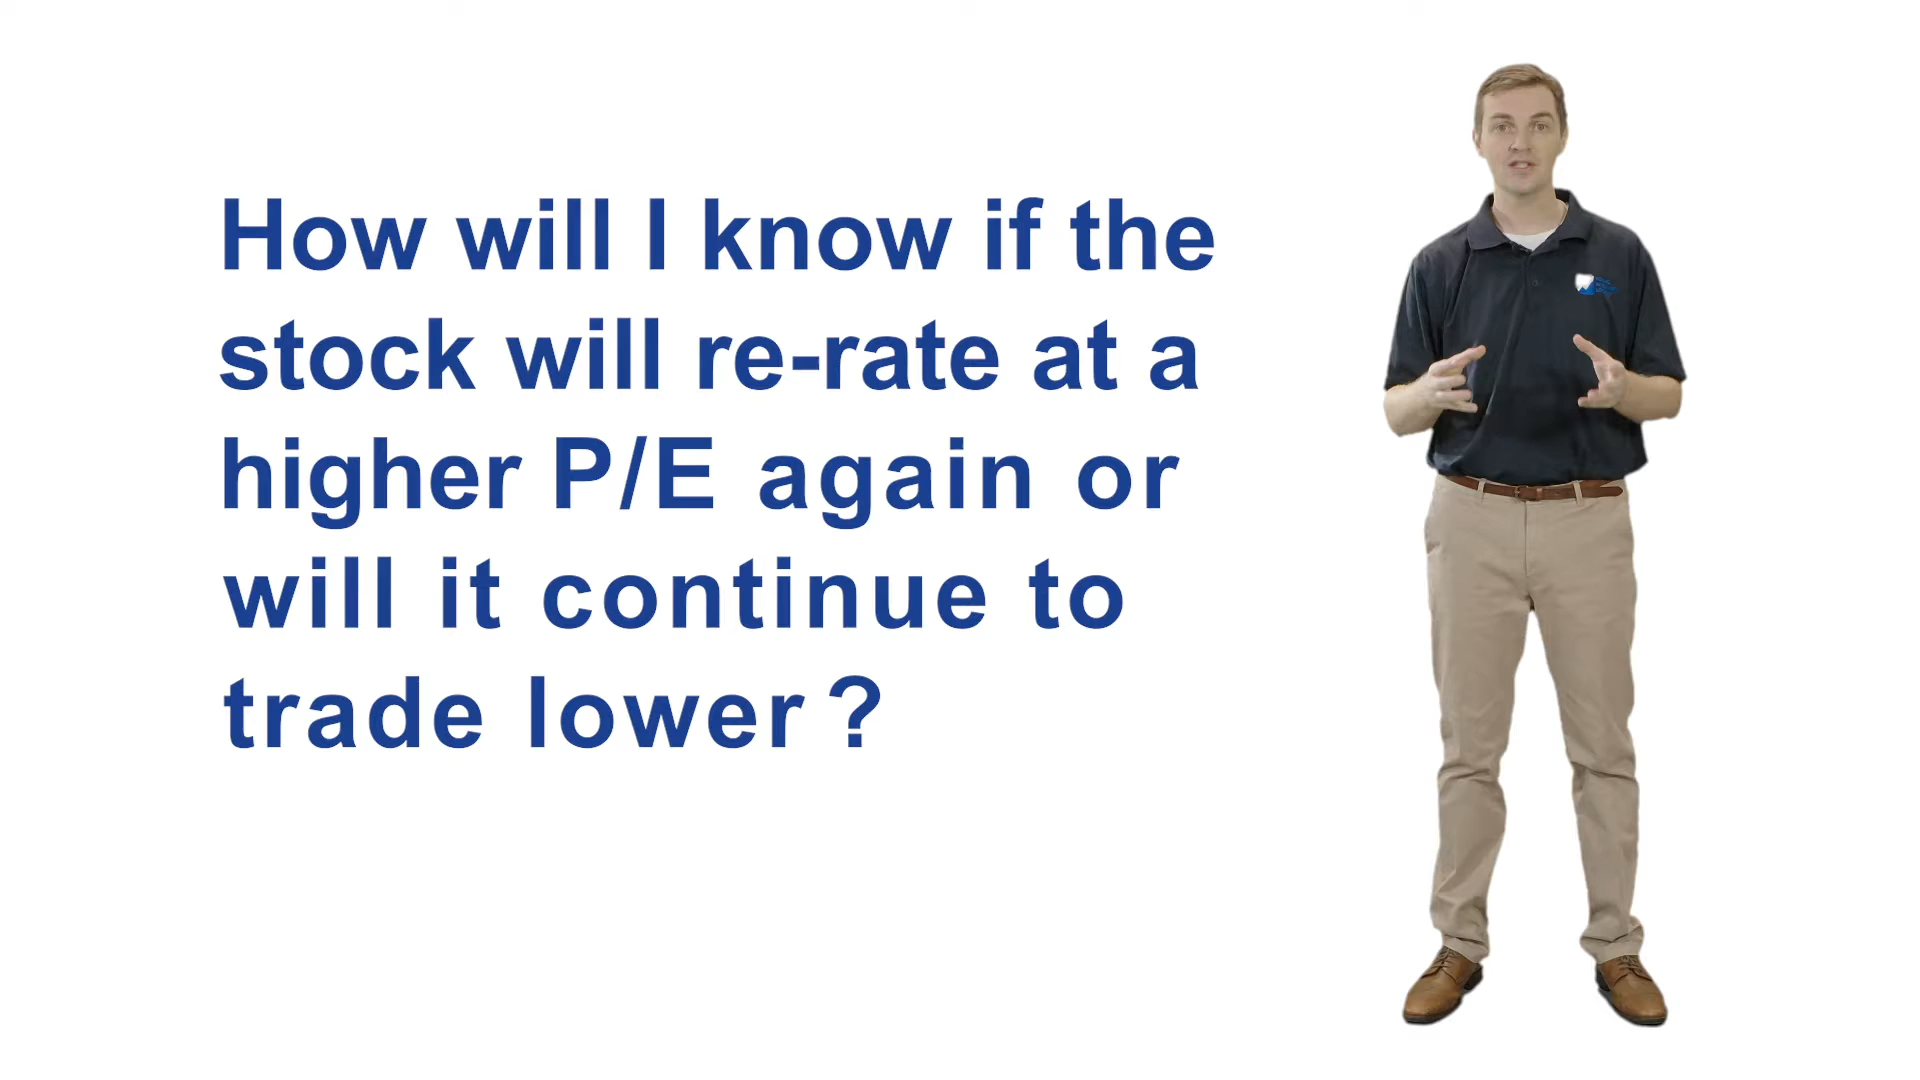 How will I know if the
stock will re-rate at a
higher P/E again or
will it continue to
trade lower ?